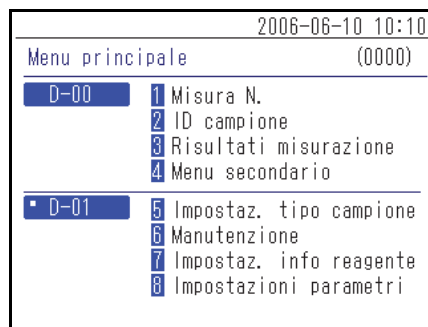 2006-06-10 10:10
Menu principale (0000)
D-00 1 Misura N.
2 ID campione
3 Risultati misurazione
4 Menu secondario
D-01 5 Impostaz. tipo campione
6 Manutenzione
7 Impostaz. info reagente
8 Impostazioni parametri